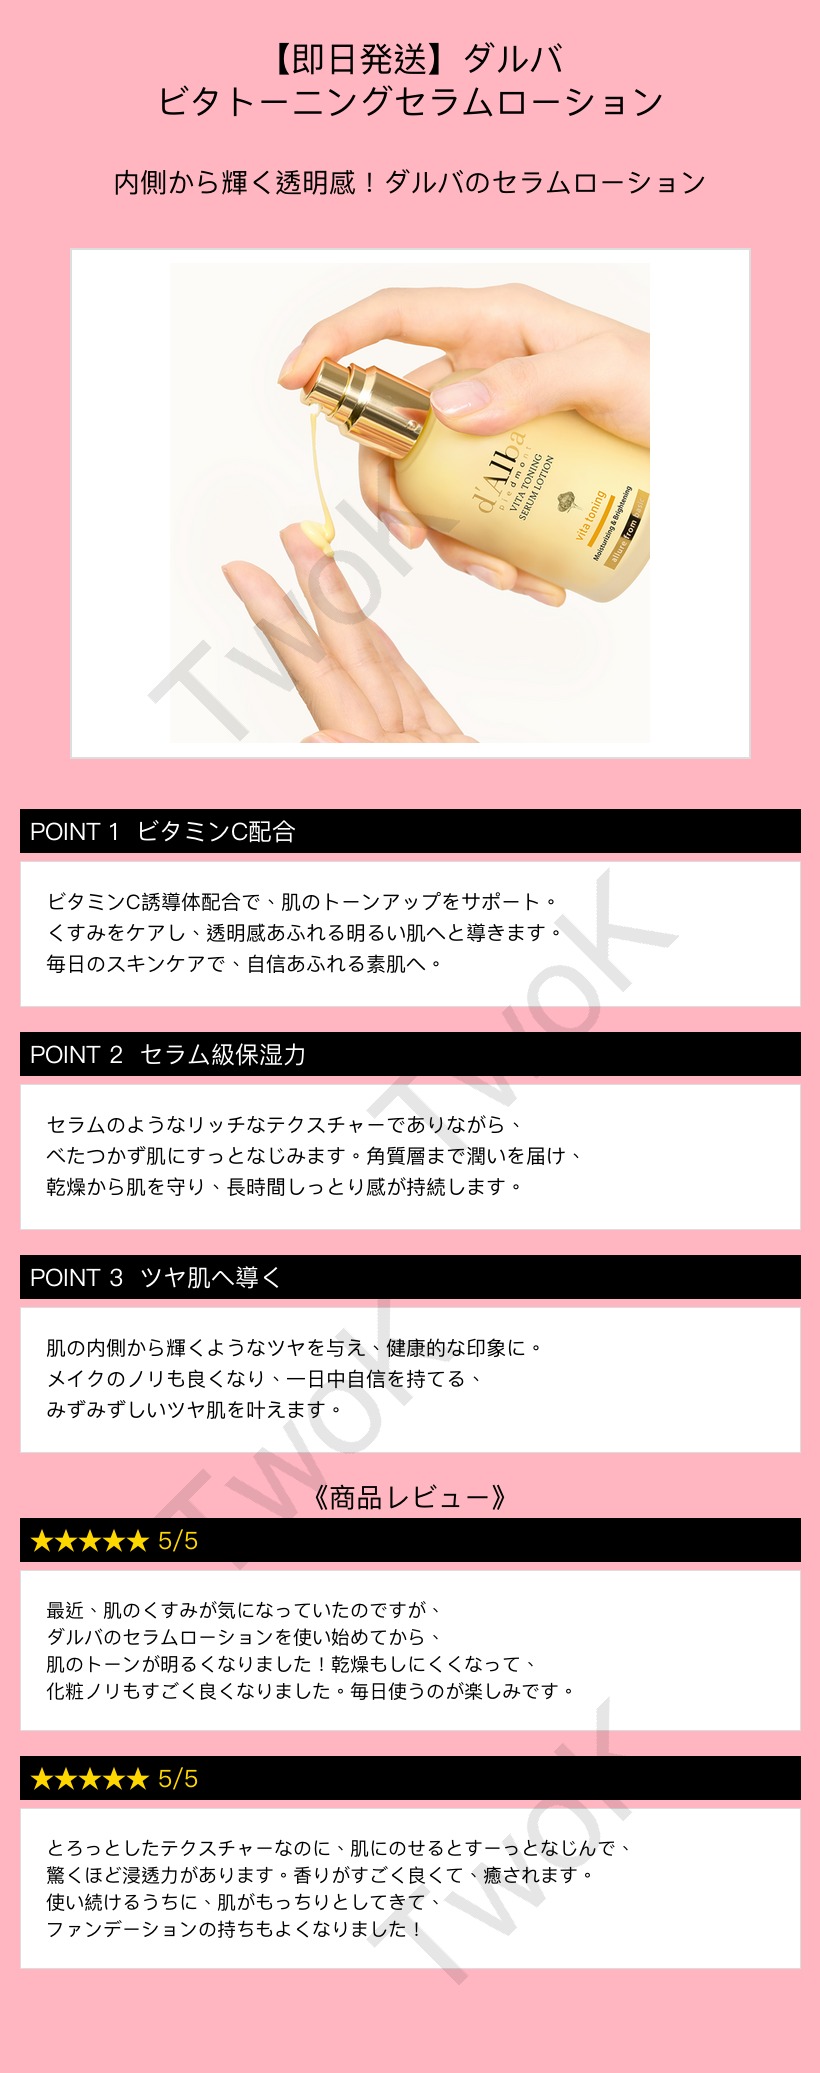 【即日発送】ダルバ
ビタトーニングセラムローション
内側から輝く透明感！ダルバのセラムローション
d'Alba
piedmont
VITA TONING
SERUM LOTION
vita toning
Moisturizing & Brightening
allure from basic
TwoK
POINT 1 ビタミンC配合
ビタミンC誘導体配合で、肌のトーンアップをサポート。
くすみをケアし、透明感あふれる明るい肌へと導きます。
毎日のスキンケアで、自信あふれる素肌へ。
TwoK
POINT 2 セラム級保湿力
セラムのようなリッチなテクスチャーでありながら、
べたつかず肌にすっとなじみます。角質層まで潤いを届け、
乾燥から肌を守り、長時間しっとり感が持続します。
POINT 3 ツヤ肌へ導く
肌の内側から輝くようなツヤを与え、健康的な印象に。
メイクのノリも良くなり、一日中自信を持てる、
みずみずしいツヤ肌を叶えます。
TwoK
《商品レビュー》
★★★★★ 5/5
最近、肌のくすみが気になっていたのですが、
ダルバのセラムローションを使い始めてから、
肌のトーンが明るくなりました！乾燥もしにくくなって、
化粧ノリもすごく良くなりました。毎日使うのが楽しみです。
★★★★★ 5/5
とろっとしたテクスチャーなのに、肌にのせるとすーっとなじんで、
驚くほど浸透力があります。香りがすごく良くて、癒されます。
使い続けるうちに、肌がもっちりとしてきて、
ファンデーションの持ちもよくなりました！
TwoK